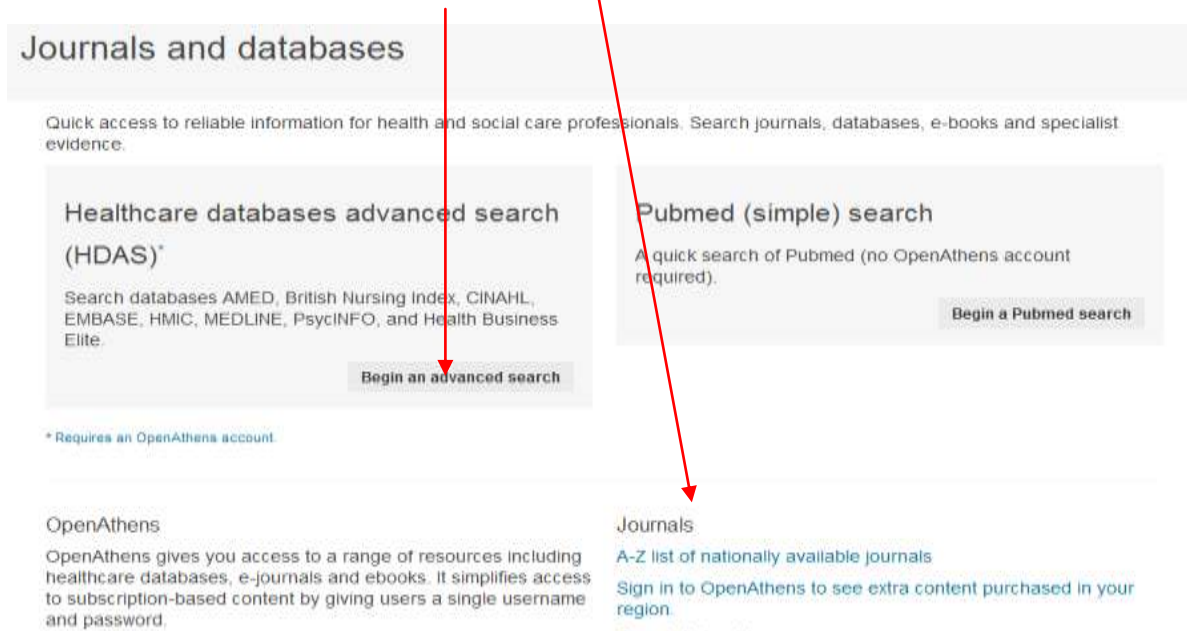 Journals and databases
Quick access to reliable information for health and social care professionals. Search journals, databases, e-books and specialist
evidence.
Healthcare databases advanced search
(HDAS)*
Search databases AMED, British Nursing Index, CINAHL,
EMBASE, HMIC, MEDLINE, PsycINFO, and Health Business
Elite.
Begin an advanced search
* Requires an OpenAthens account.
Pubmed (simple) search
A quick search of Pubmed (no OpenAthens account
required).
Begin a Pubmed search
OpenAthens
OpenAthens gives you access to a range of resources including
healthcare databases, e-journals and ebooks. It simplifies access
to subscription-based content by giving users a single username
and password.
Journals
A-Z list of nationally available journals
Sign in to OpenAthens to see extra content purchased in your
region.